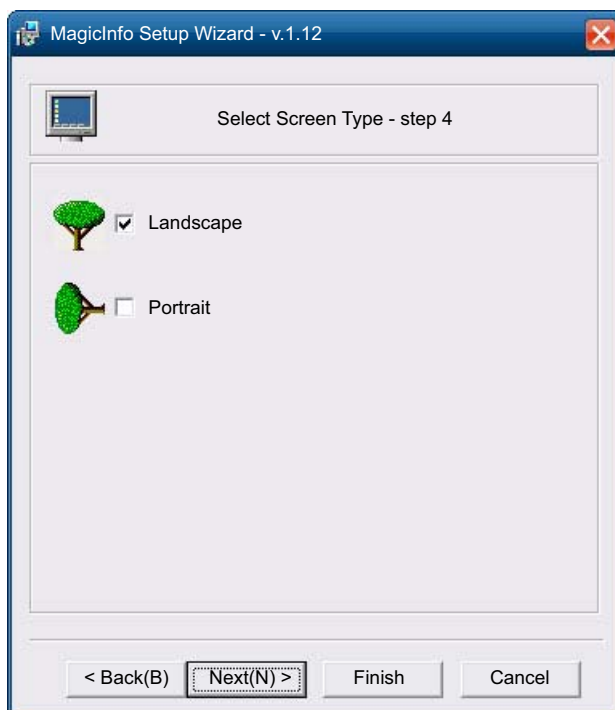 MagicInfo Setup Wizard - v.1.12
Select Screen Type - step 4
Landscape
Portrait
< Back(B) Next(N) > Finish Cancel